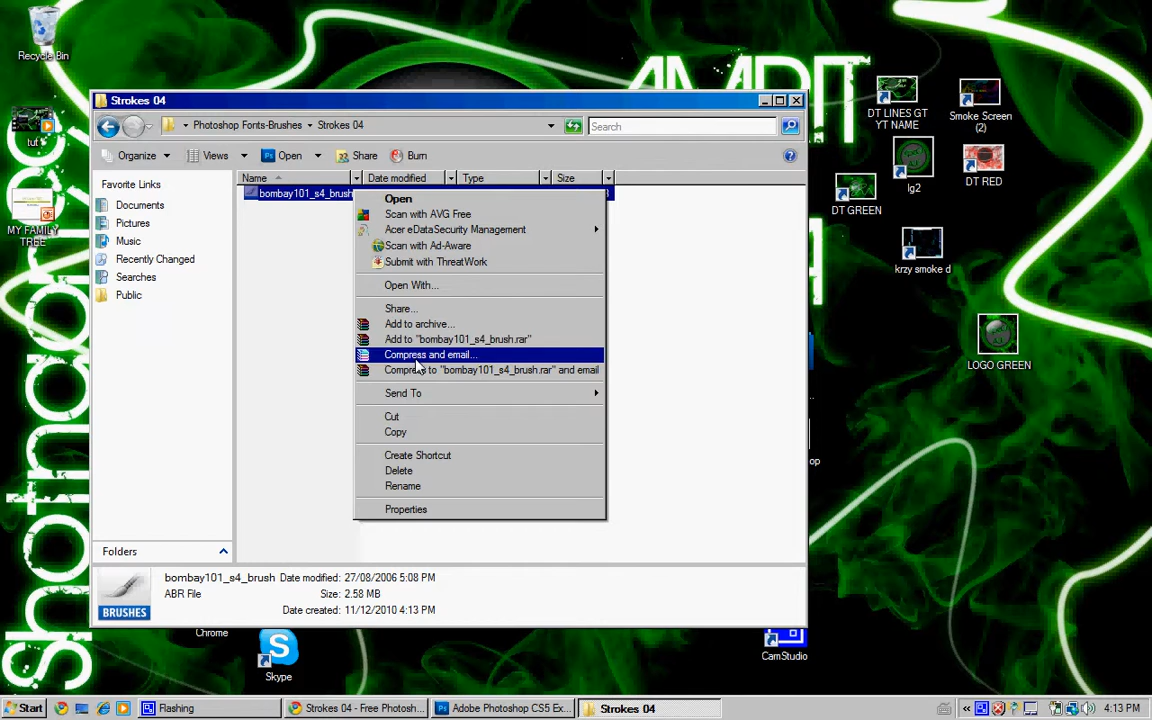 Recycle Bin
tut
MY FAMILY
TREE
Shotncorp
AMRIT
DT LINES GT
YT NAME
Smoke Screen
(2)
lg2
DT RED
DT GREEN
krzy smoke d
LOGO GREEN
Strokes 04
Photoshop Fonts-Brushes
Strokes 04
Search
Organize
Views
Open
Share
Burn
Favorite Links
Documents
Pictures
Music
Recently Changed
Searches
Public
Folders
Name
Date modified
Type
Size
bombay101_s4_brush
Open
Scan with AVG Free
Acer eDataSecurity Management
Scan with Ad-Aware
Submit with ThreatWork
Open With...
Share...
Add to archive...
Add to "bombay101_s4_brush.rar"
Compress and email...
Compress to "bombay101_s4_brush.rar" and email
Send To
Cut
Copy
Create Shortcut
Delete
Rename
Properties
BRUSHES
bombay101_s4_brush Date modified: 27/08/2006 5:08 PM
ABR File
Size: 2.58 MB
Date created: 11/12/2010 4:13 PM
Chrome
Skype
CamStudio
Start
Flashing
Strokes 04 - Free Photosh...
Adobe Photoshop CS5 Ex...
Strokes 04
4:13 PM